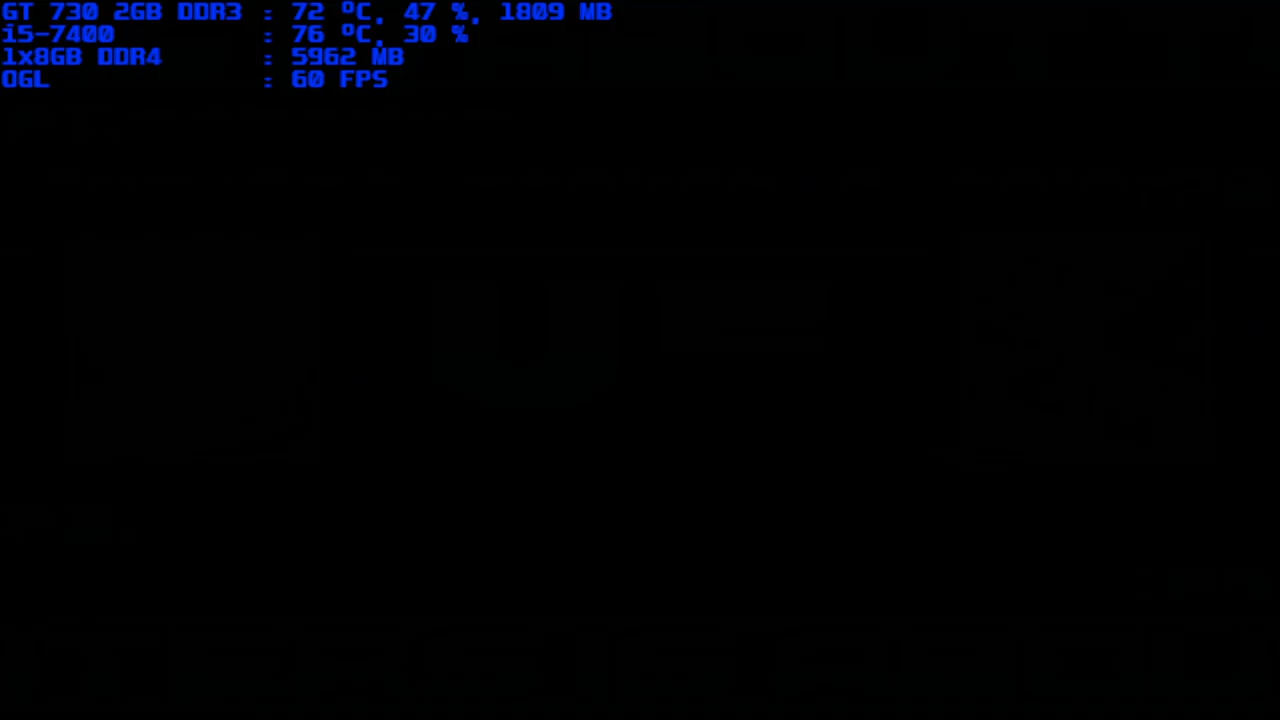 GT 730 2GB DDR3 : 72 ºC, 47 %, 1809 MB
i5-7400 : 76 ºC, 30 %
1x8GB DDR4 : 5962 MB
OGL : 60 FPS